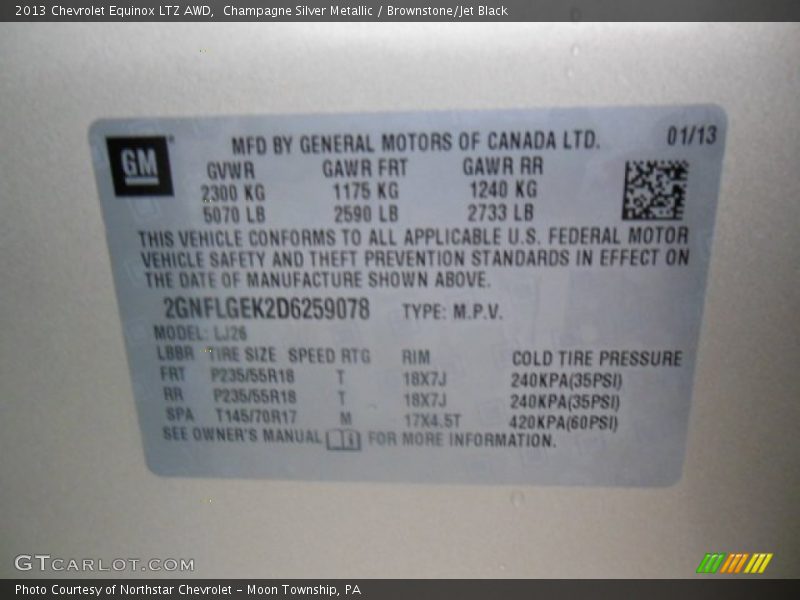 2013 Chevrolet Equinox LTZ AWD, Champagne Silver Metallic / Brownstone/Jet Black
GM
MFD BY GENERAL MOTORS OF CANADA LTD. 01/13
GVWR GAWR FRT GAWR RR
2300 KG 1175 KG 1240 KG
5070 LB 2590 LB 2733 LB
THIS VEHICLE CONFORMS TO ALL APPLICABLE U.S. FEDERAL MOTOR
VEHICLE SAFETY AND THEFT PREVENTION STANDARDS IN EFFECT ON
THE DATE OF MANUFACTURE SHOWN ABOVE.
2GNFLGEK2D6259078 TYPE: M.P.V.
MODEL: LJ26
LBBR TIRE SIZE SPEED RTG RIM COLD TIRE PRESSURE
FRT P235/55R18 T 18X7J 240KPA(35PSI)
RR P235/55R18 T 18X7J 240KPA(35PSI)
SPA T145/70R17 M 17X4.5T 420KPA(60PSI)
SEE OWNER'S MANUAL FOR MORE INFORMATION.
GTCARLOT.COM
Photo Courtesy of Northstar Chevrolet – Moon Township, PA